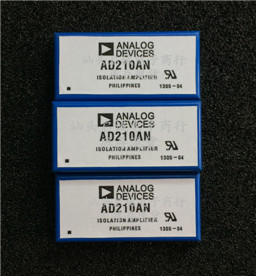 ANALOG
DEVICES
AD210AN
ISOLATION AMPLIFIER
PHILIPPINES 1305-04
ANALOG
DEVICES
AD210AN
ISOLATION AMPLIFIER
PHILIPPINES 1305-04
ANALOG
DEVICES
AD210AN
ISOLATION AMPLIFIER
PHILIPPINES 1305-04